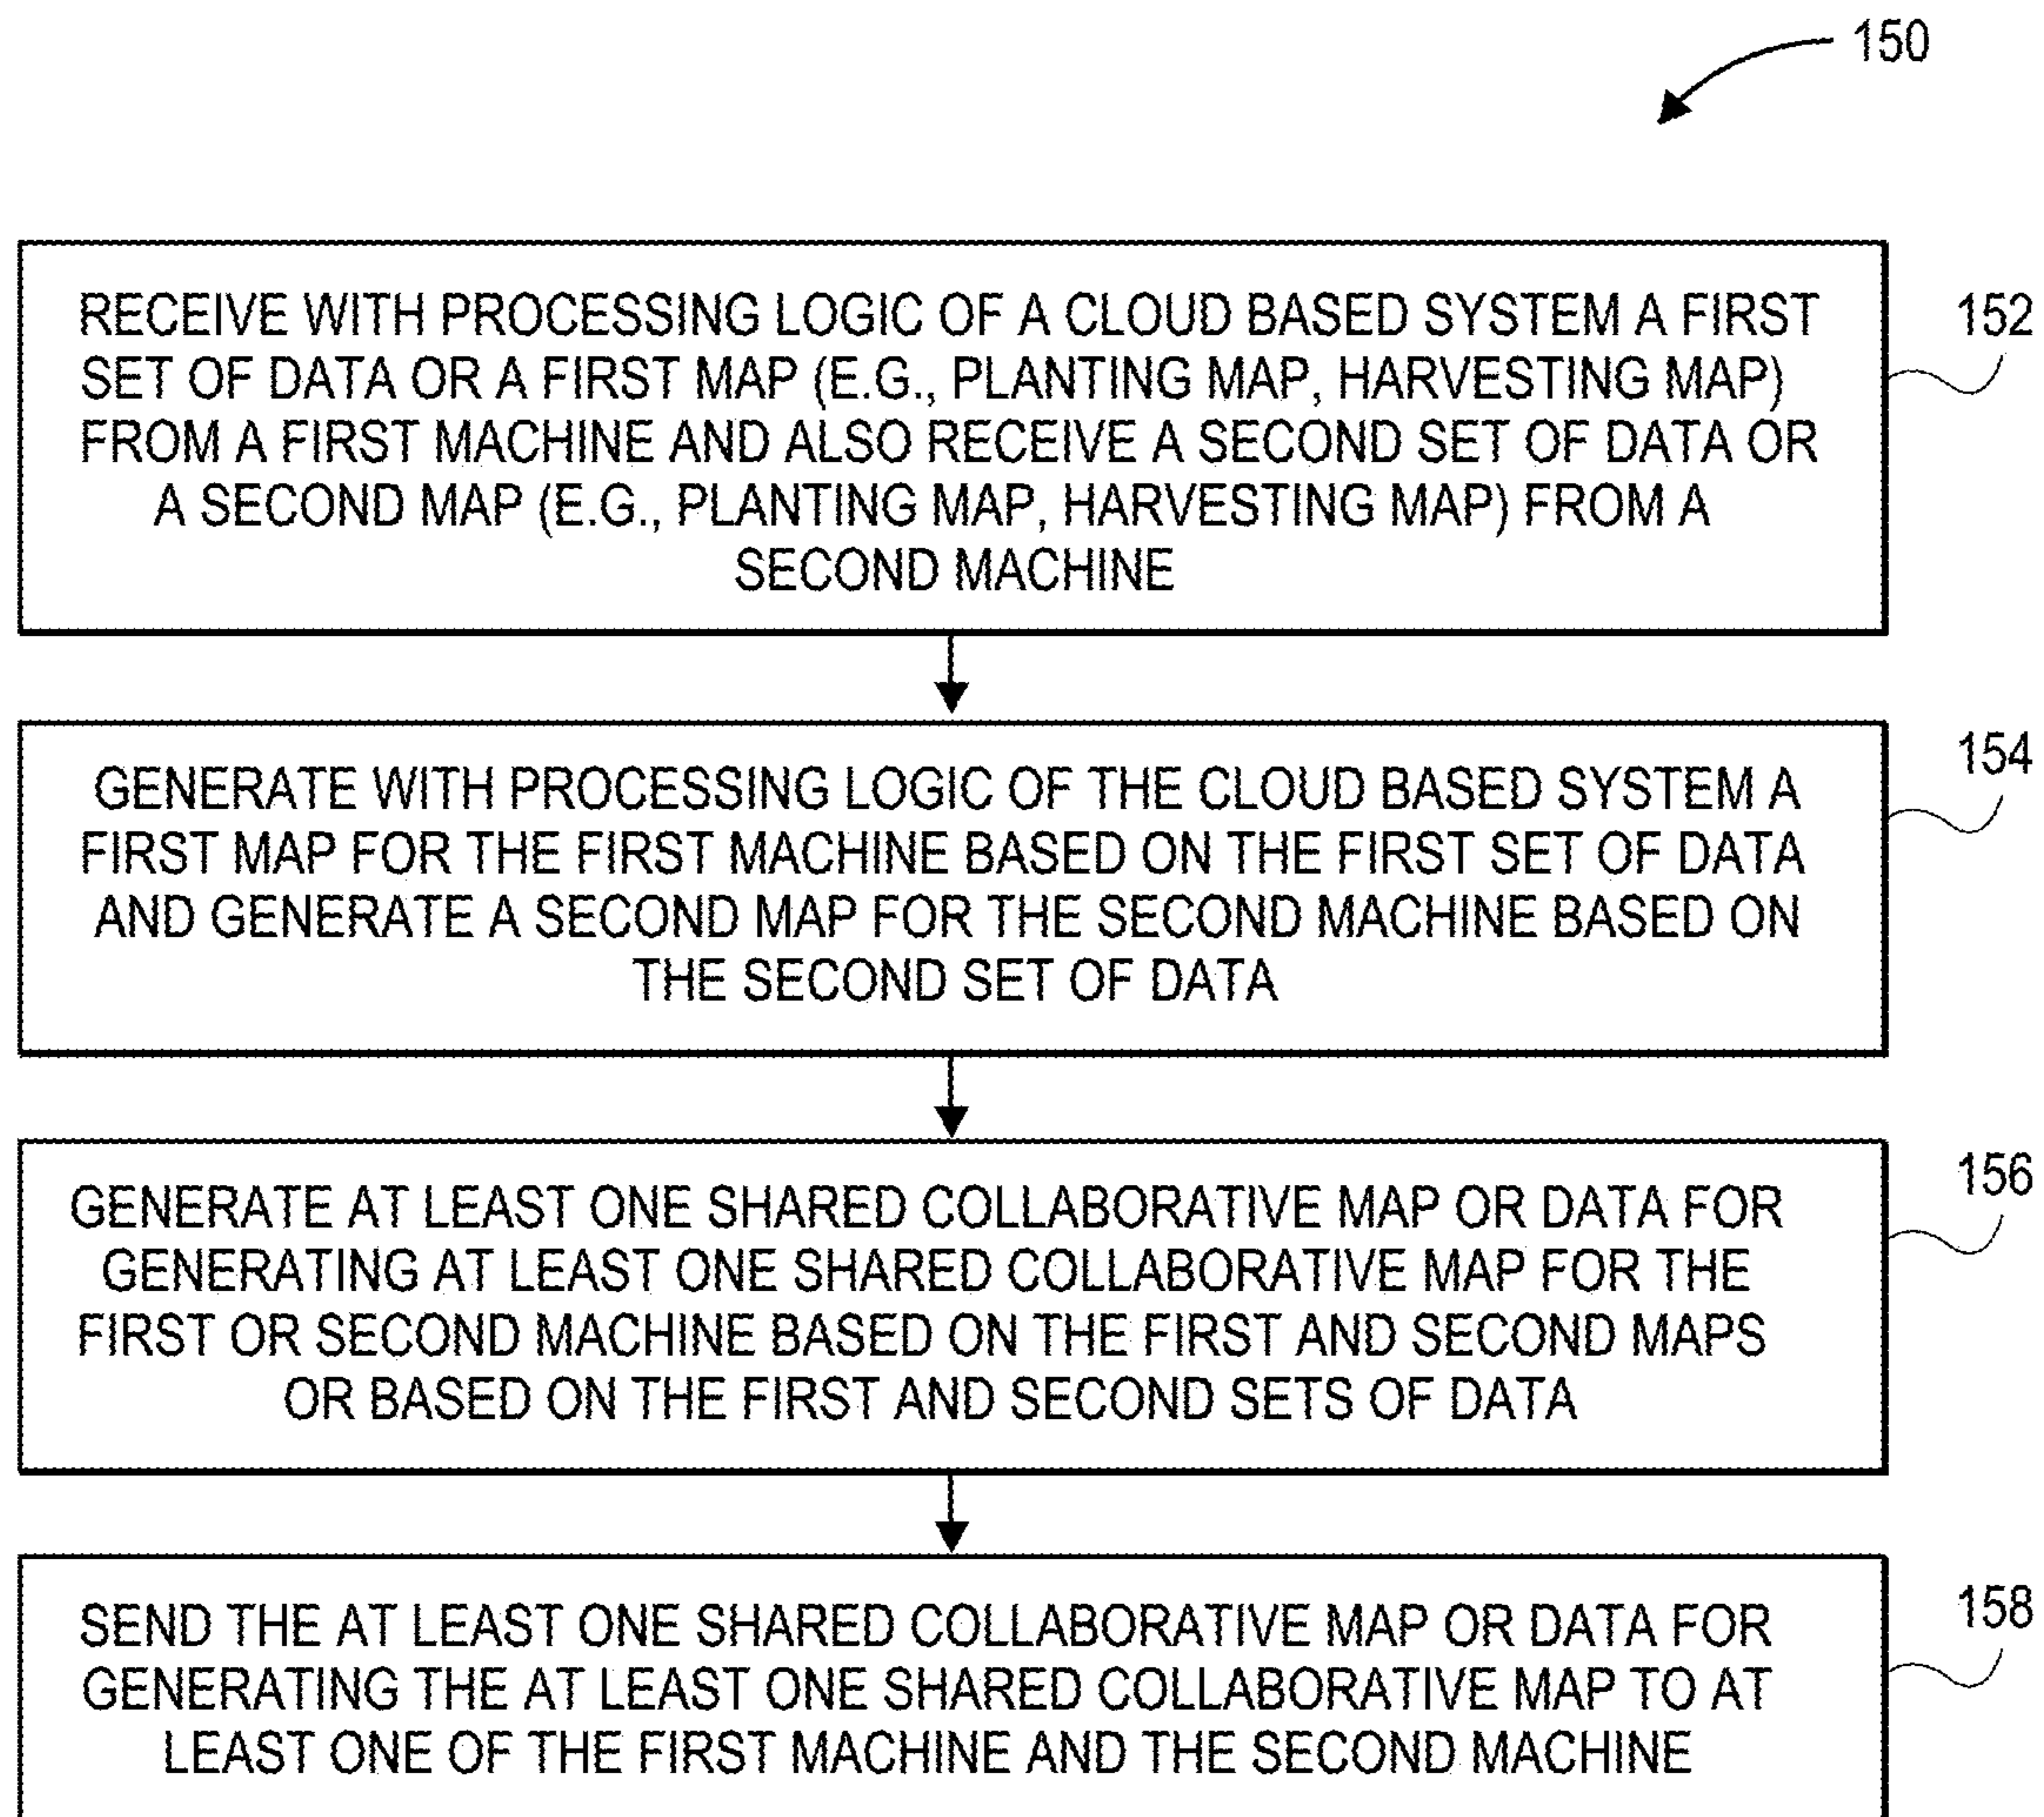 150
RECEIVE WITH PROCESSING LOGIC OF A CLOUD BASED SYSTEM A FIRST
SET OF DATA OR A FIRST MAP (E.G., PLANTING MAP, HARVESTING MAP)
FROM A FIRST MACHINE AND ALSO RECEIVE A SECOND SET OF DATA OR
A SECOND MAP (E.G., PLANTING MAP, HARVESTING MAP) FROM A
SECOND MACHINE
152
GENERATE WITH PROCESSING LOGIC OF THE CLOUD BASED SYSTEM A
FIRST MAP FOR THE FIRST MACHINE BASED ON THE FIRST SET OF DATA
AND GENERATE A SECOND MAP FOR THE SECOND MACHINE BASED ON
THE SECOND SET OF DATA
154
GENERATE AT LEAST ONE SHARED COLLABORATIVE MAP OR DATA FOR
GENERATING AT LEAST ONE SHARED COLLABORATIVE MAP FOR THE
FIRST OR SECOND MACHINE BASED ON THE FIRST AND SECOND MAPS
OR BASED ON THE FIRST AND SECOND SETS OF DATA
156
SEND THE AT LEAST ONE SHARED COLLABORATIVE MAP OR DATA FOR
GENERATING THE AT LEAST ONE SHARED COLLABORATIVE MAP TO AT
LEAST ONE OF THE FIRST MACHINE AND THE SECOND MACHINE
158